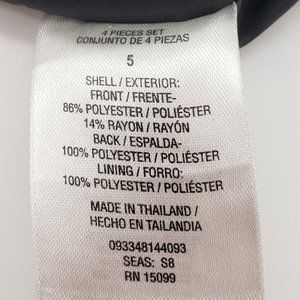 4 PIECES SET
CONJUNTO DE 4 PIEZAS
5
SHELL / EXTERIOR:
FRONT / FRENTE-
86% POLYESTER / POLIÉSTER
14% RAYON / RAYÓN
BACK / ESPALDA-
100% POLYESTER / POLIÉSTER
LINING / FORRO:
100% POLYESTER / POLIÉSTER
MADE IN THAILAND /
HECHO EN TAILANDIA
093348144093
SEAS: S8
RN 15099